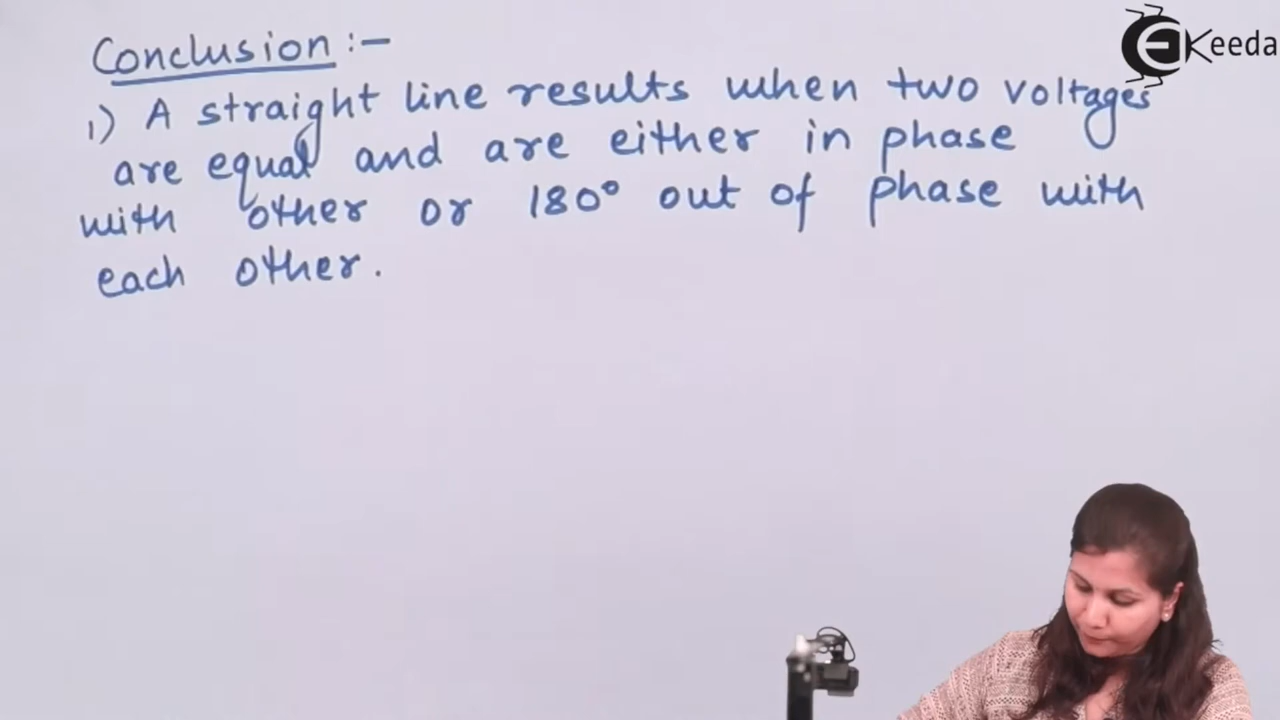 Conclusion :-
1) A straight line results when two voltages
are equal and are either in phase
with other or 180° out of phase with
each other.
EKeeda